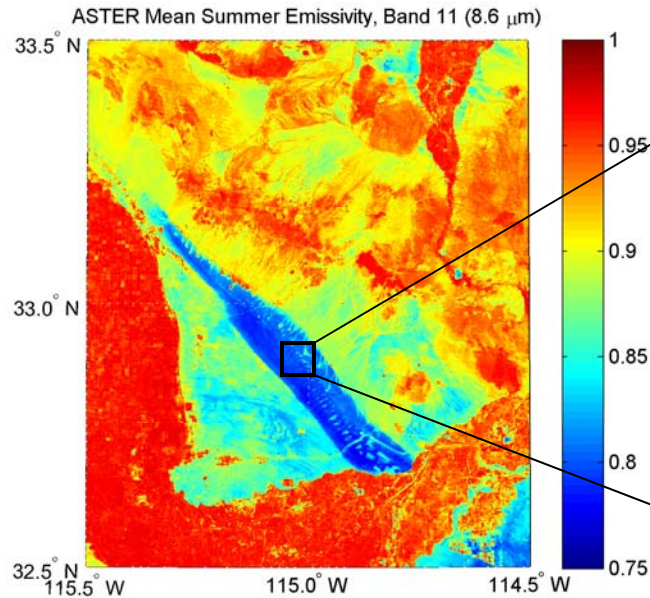 ASTER Mean Summer Emissivity, Band 11 (8.6 μm)
33.5° N
33.0° N
32.5° N
115.5° W
115.0° W
114.5° W
1
0.95
0.9
0.85
0.8
0.75